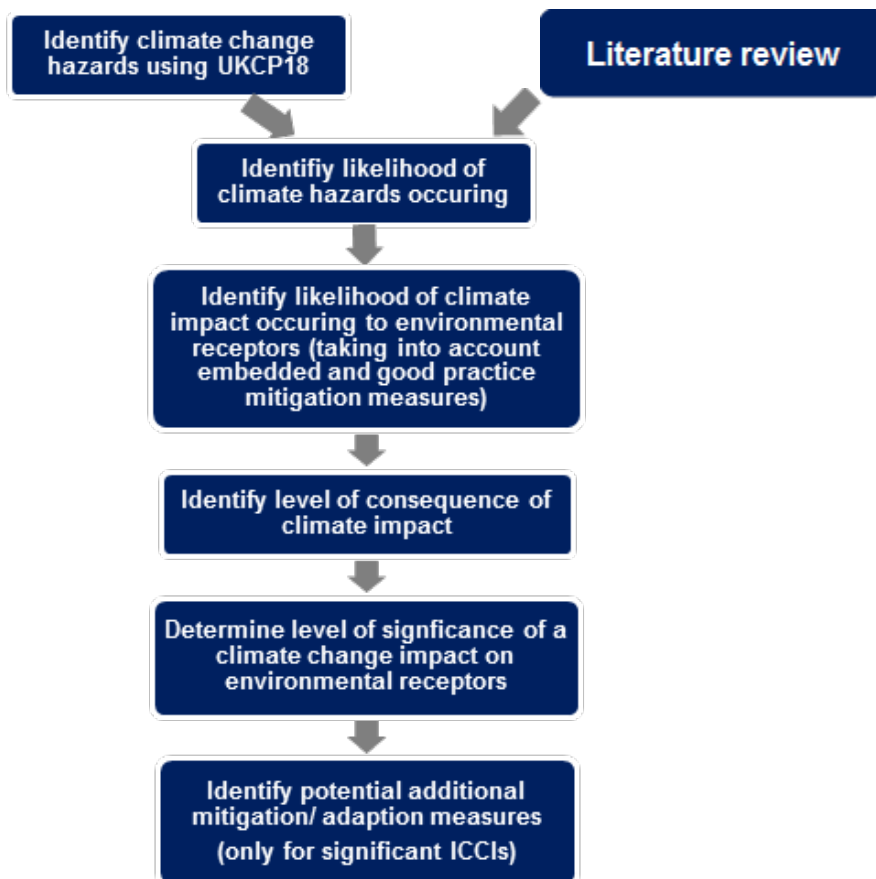 Identify climate change
hazards using UKCP18
Literature review
Identifiy likelihood of
climate hazards occuring
Identify likelihood of climate
impact occuring to environmental
receptors (taking into account
embedded and good practice
mitigation measures)
Identify level of consequence of
climate impact
Determine level of signficance of a
climate change impact on
environmental receptors
Identify potential additional
mitigation/ adaption measures
(only for significant ICCIs)